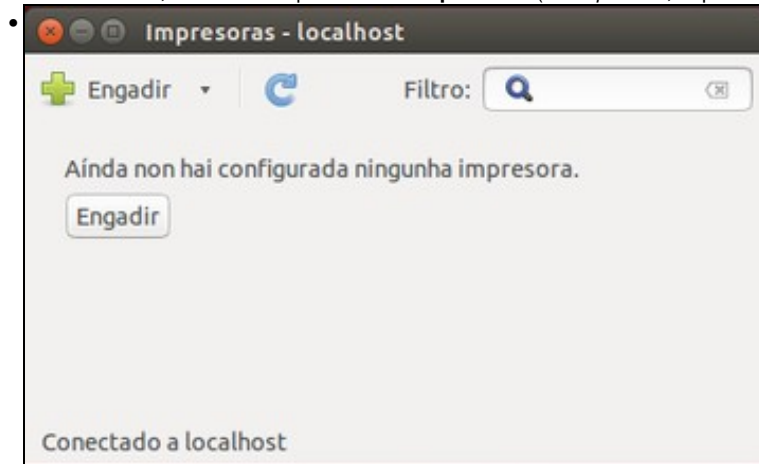 Impresoras - localhost
Engadir Filtro:
Aínda non hai configurada ningunha impresora.
Engadir
Conectado a localhost